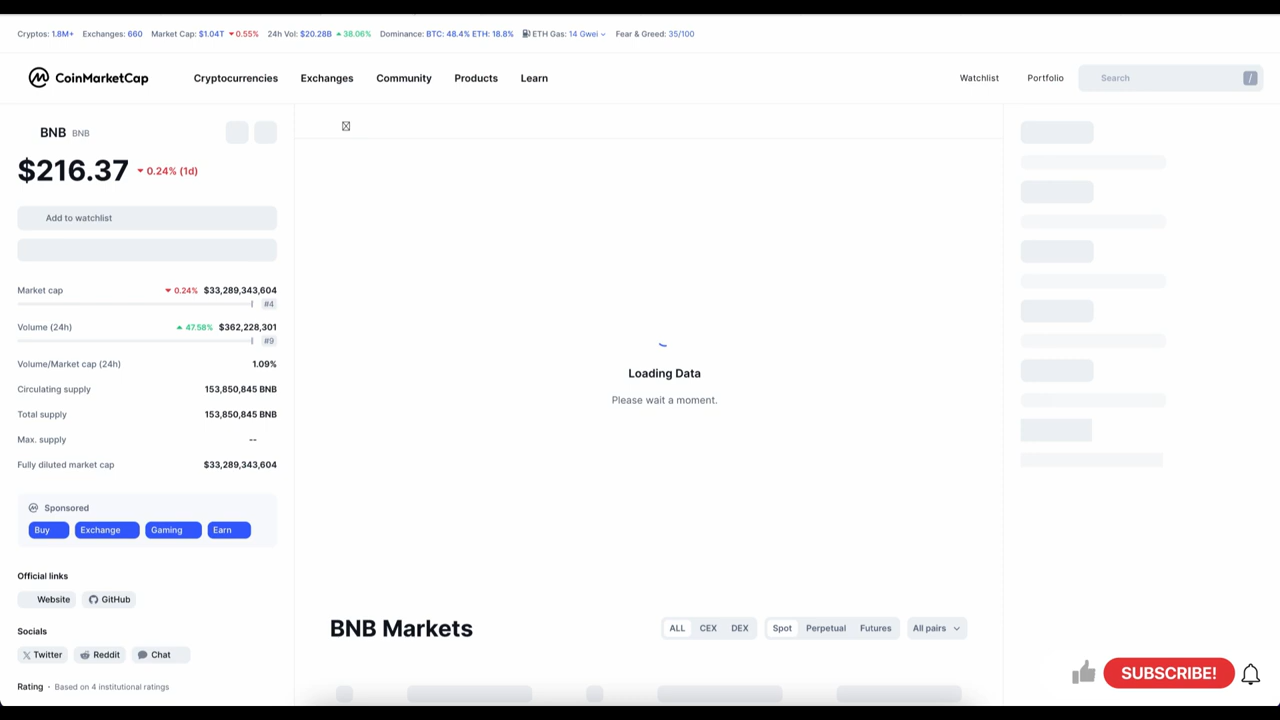 Cryptos: 1.8M+ Exchanges: 660 Market Cap: $1.04T 0.55% 24h Vol: $20.28B 38.06% Dominance: BTC: 48.4% ETH: 18.8% ETH Gas: 14 Gwei Fear & Greed: 35/100
CoinMarketCap Cryptocurrencies Exchanges Community Products Learn Watchlist Portfolio Search /
BNB BNB
$216.37 0.24% (1d)
Add to watchlist
Market cap 0.24% $33,289,343,604
#4
Volume (24h) 47.58% $362,228,301
#9
Volume/Market cap (24h) 1.09%
Circulating supply 153,850,845 BNB
Total supply 153,850,845 BNB
Max. supply --
Fully diluted market cap $33,289,343,604
Sponsored
Buy Exchange Gaming Earn
Official links
Website GitHub
Socials
Twitter Reddit Chat
Rating · Based on 4 institutional ratings
Loading Data
Please wait a moment.
BNB Markets ALL CEX DEX Spot Perpetual Futures All pairs
SUBSCRIBE!